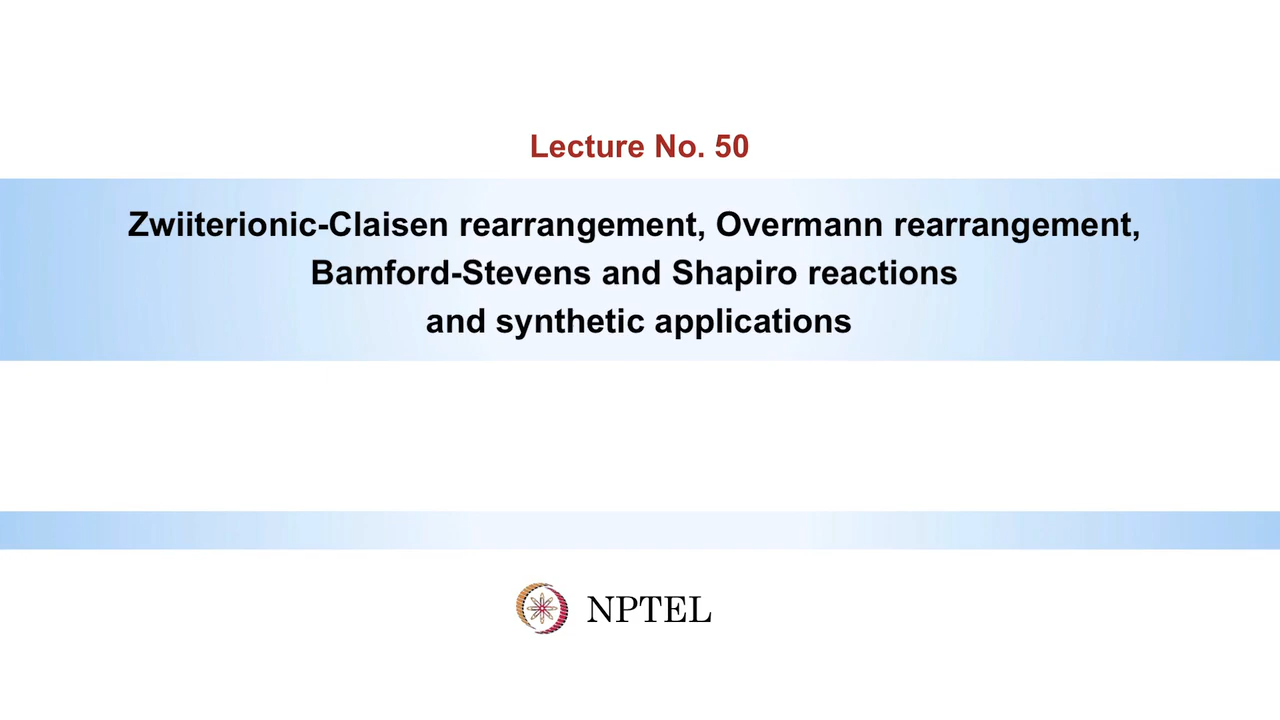 Lecture No. 50
Zwiiterionic-Claisen rearrangement, Overmann rearrangement,
Bamford-Stevens and Shapiro reactions
and synthetic applications
NPTEL